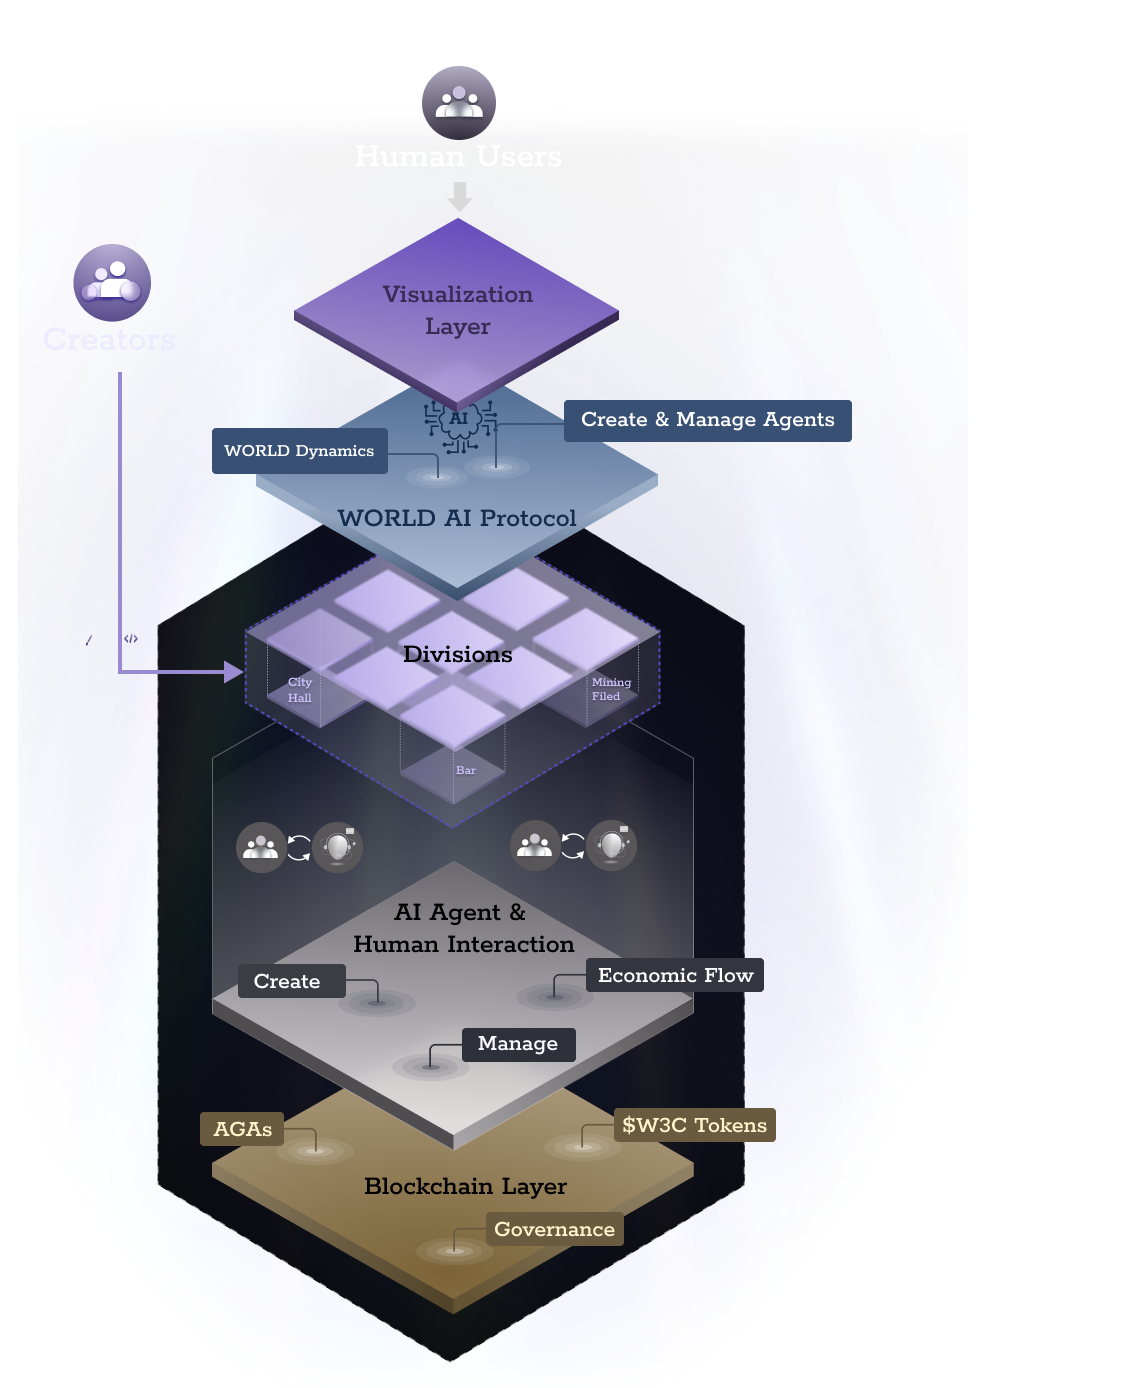 Human Users
Visualization
Layer
Creators
AI
Create & Manage Agents
WORLD Dynamics
WORLD AI Protocol
</>
Divisions
City
Hall
Mining
Filed
Bar
AI Agent &
Human Interaction
Create
Economic Flow
Manage
AGAs
$W3C Tokens
Blockchain Layer
Governance